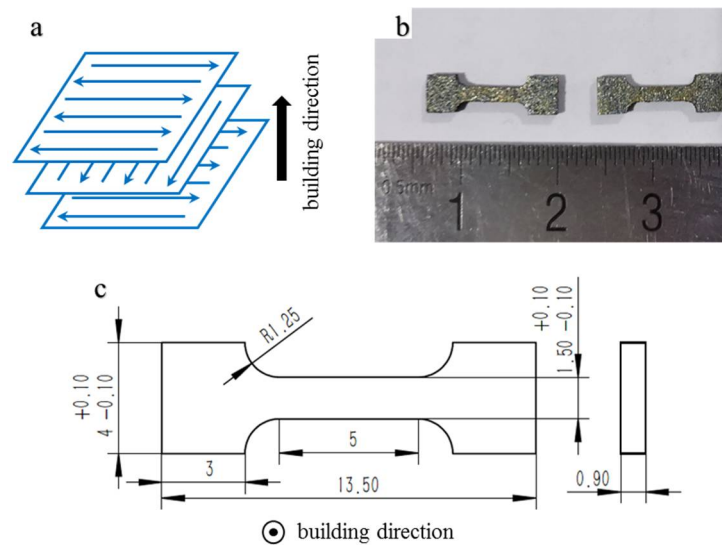 a
building direction
b
0.5mm
1 2 3
c
R1.25
+0.10
1.50 -0.10
+0.10
4 -0.10
5
3
13.50
0.90
building direction